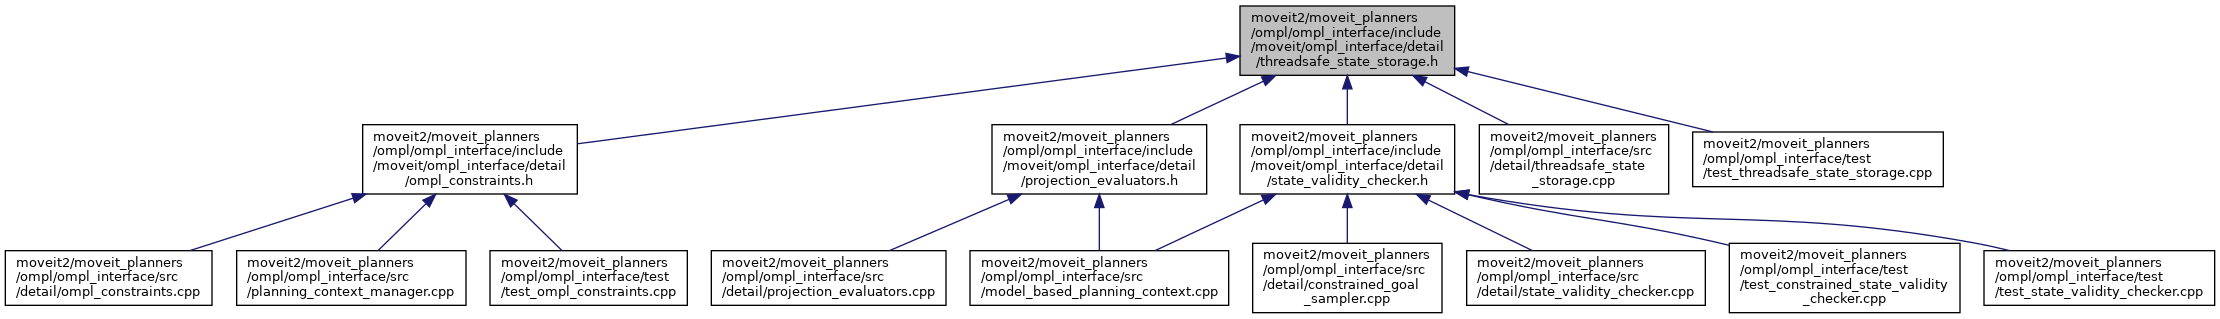 moveit2/moveit_planners
/ompl/ompl_interface/include
/moveit/ompl_interface/detail
/threadsafe_state_storage.h
moveit2/moveit_planners
/ompl/ompl_interface/include
/moveit/ompl_interface/detail
/ompl_constraints.h
moveit2/moveit_planners
/ompl/ompl_interface/include
/moveit/ompl_interface/detail
/projection_evaluators.h
moveit2/moveit_planners
/ompl/ompl_interface/include
/moveit/ompl_interface/detail
/state_validity_checker.h
moveit2/moveit_planners
/ompl/ompl_interface/src
/detail/threadsafe_state
_storage.cpp
moveit2/moveit_planners
/ompl/ompl_interface/test
/test_threadsafe_state_storage.cpp
moveit2/moveit_planners
/ompl/ompl_interface/src
/detail/ompl_constraints.cpp
moveit2/moveit_planners
/ompl/ompl_interface/src
/planning_context_manager.cpp
moveit2/moveit_planners
/ompl/ompl_interface/test
/test_ompl_constraints.cpp
moveit2/moveit_planners
/ompl/ompl_interface/src
/detail/projection_evaluators.cpp
moveit2/moveit_planners
/ompl/ompl_interface/src
/model_based_planning_context.cpp
moveit2/moveit_planners
/ompl/ompl_interface/src
/detail/constrained_goal
_sampler.cpp
moveit2/moveit_planners
/ompl/ompl_interface/src
/detail/state_validity_checker.cpp
moveit2/moveit_planners
/ompl/ompl_interface/test
/test_constrained_state_validity
_checker.cpp
moveit2/moveit_planners
/ompl/ompl_interface/test
/test_state_validity_checker.cpp